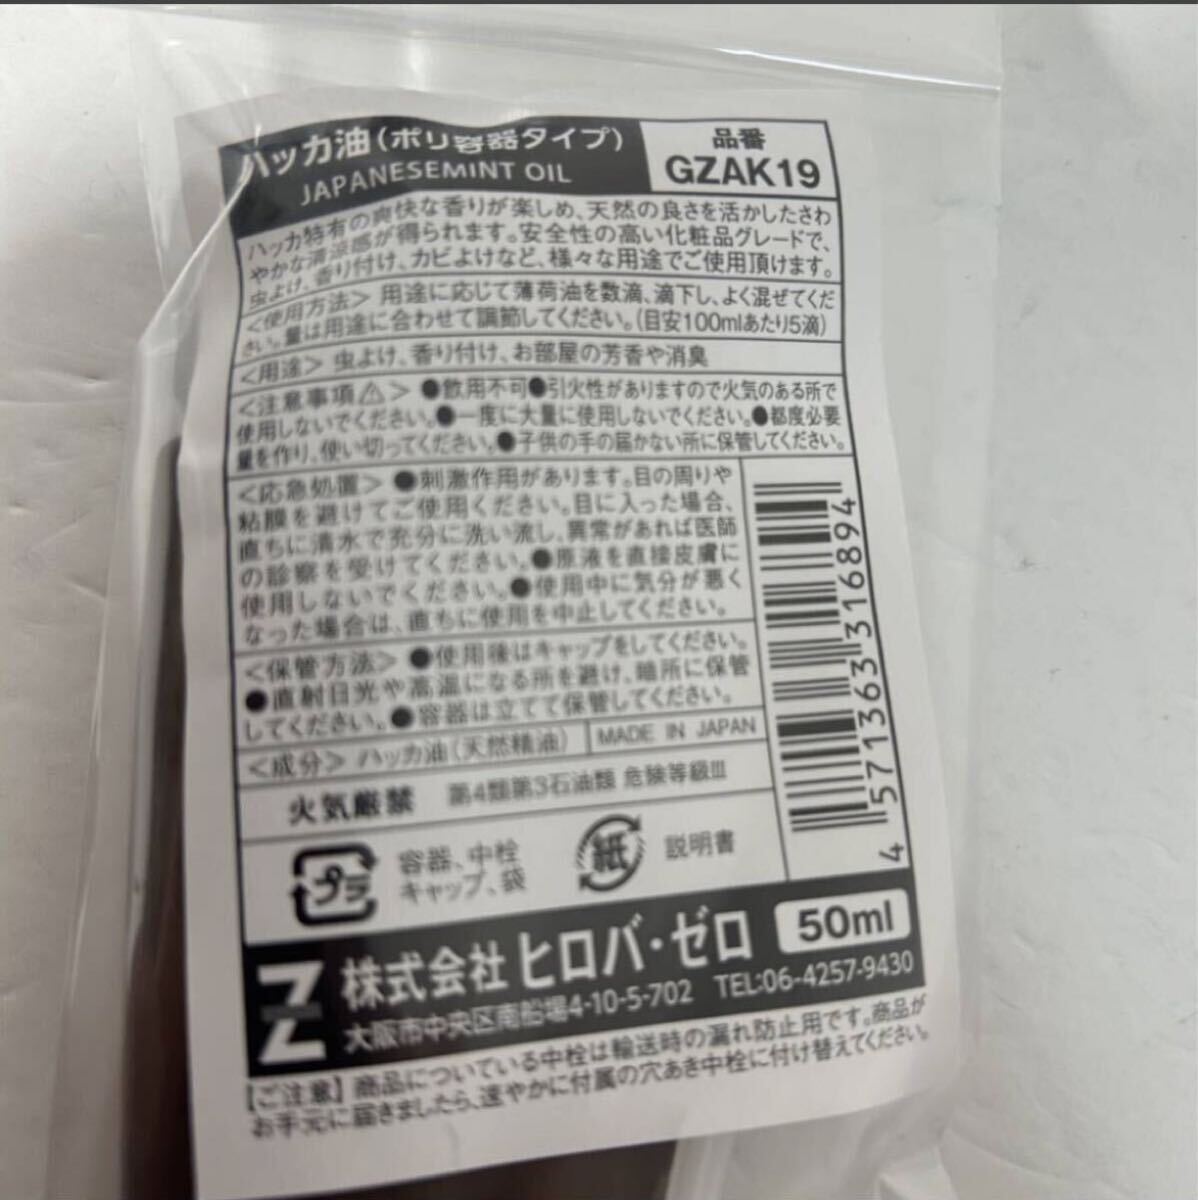 ハッカ油(ポリ容器タイプ)
JAPANESEMINT OIL
品番
GZAK19
ハッカ特有の爽快な香りが楽しめ、天然の良さを活かしたさわ
やかな清涼感が得られます。安全性の高い化粧品グレードで、
虫よけ、香り付け、カビよけなど、様々な用途でご使用頂けます。
<使用方法> 用途に応じて薄荷油を数滴、滴下し、よく混ぜてくだ
さい。量は用途に合わせて調節してください。(目安100mlあたり5滴)
<用途> 虫よけ、香り付け、お部屋の芳香や消臭
<注意事項⚠> ●飲用不可●引火性がありますので火気のある所で
使用しないでください。●一度に大量に使用しないでください。●都度必要
量を作り、使い切ってください。●子供の手の届かない所に保管してください。
<応急処置> ●刺激作用があります。目の周りや
粘膜を避けてご使用ください。目に入った場合、
直ちに清水で充分に洗い流し、異常があれば医師
の診察を受けてください。●原液を直接皮膚に
使用しないでください。●使用中に気分が悪く
なった場合は、直ちに使用を中止してください。
<保管方法> ●使用後はキャップをしてください。
●直射日光や高温になる所を避け、暗所に保管
してください。●容器は立てて保管してください。
<成分> ハッカ油(天然精油)
MADE IN JAPAN
火気厳禁 第4類第3石油類 危険等級Ⅲ
プラ
容器、中栓
キャップ、袋
紙
説明書
4 571363 316894
株式会社 ヒロバ・ゼロ
50ml
大阪市中央区南船場4-10-5-702 TEL:06-4257-9430
【ご注意】商品についている中栓は輸送時の漏れ防止用です。商品が
お手元に届きましたら、速やかに付属の穴あき中栓に付け替えてください。